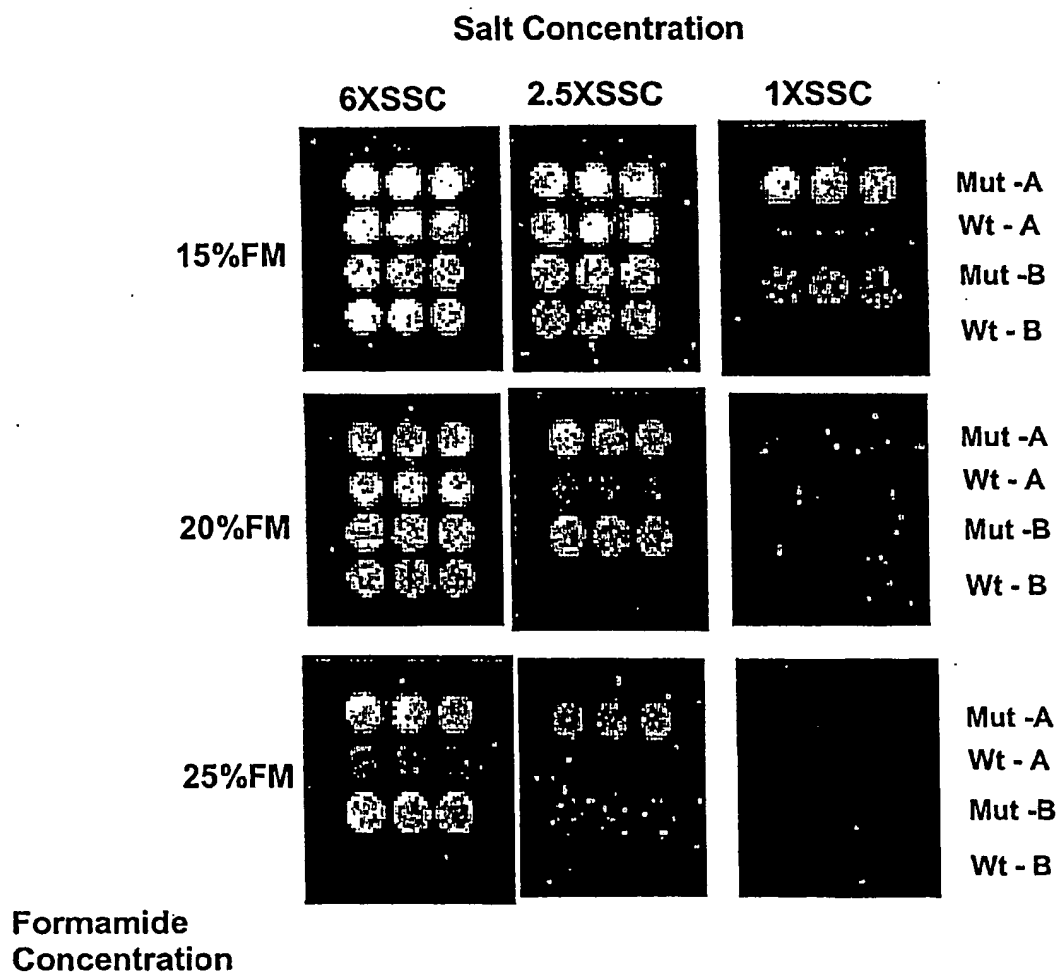 Salt Concentration
6XSSC 2.5XSSC 1XSSC
15%FM
Mut -A
Wt - A
Mut -B
Wt - B
20%FM
Mut -A
Wt - A
Mut -B
Wt - B
25%FM
Mut -A
Wt - A
Mut -B
Wt - B
Formamide
Concentration